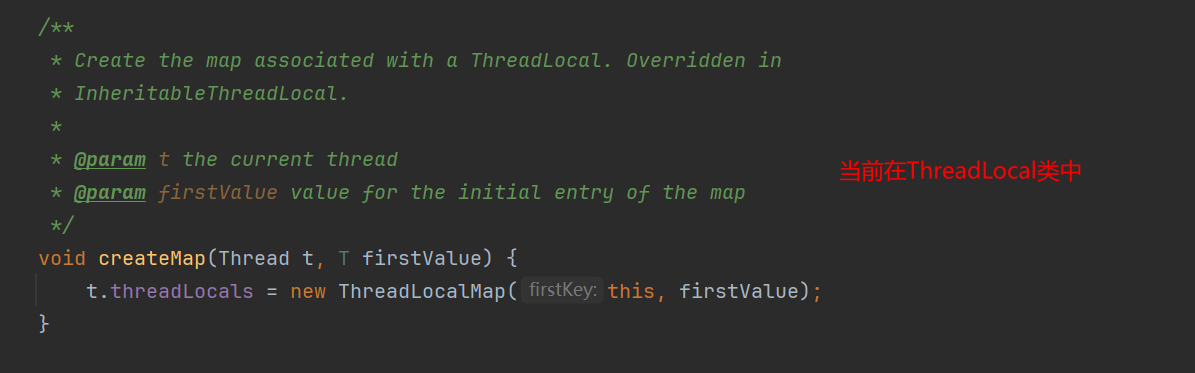 /**
* Create the map associated with a ThreadLocal. Overridden in
* InheritableThreadLocal.
*
* @param t the current thread
当前在ThreadLocal类中
* @param firstValue value for the initial entry of the map
*/
void createMap(Thread t, T firstValue) {
t.threadLocals = new ThreadLocalMap( firstKey: this, firstValue);
}